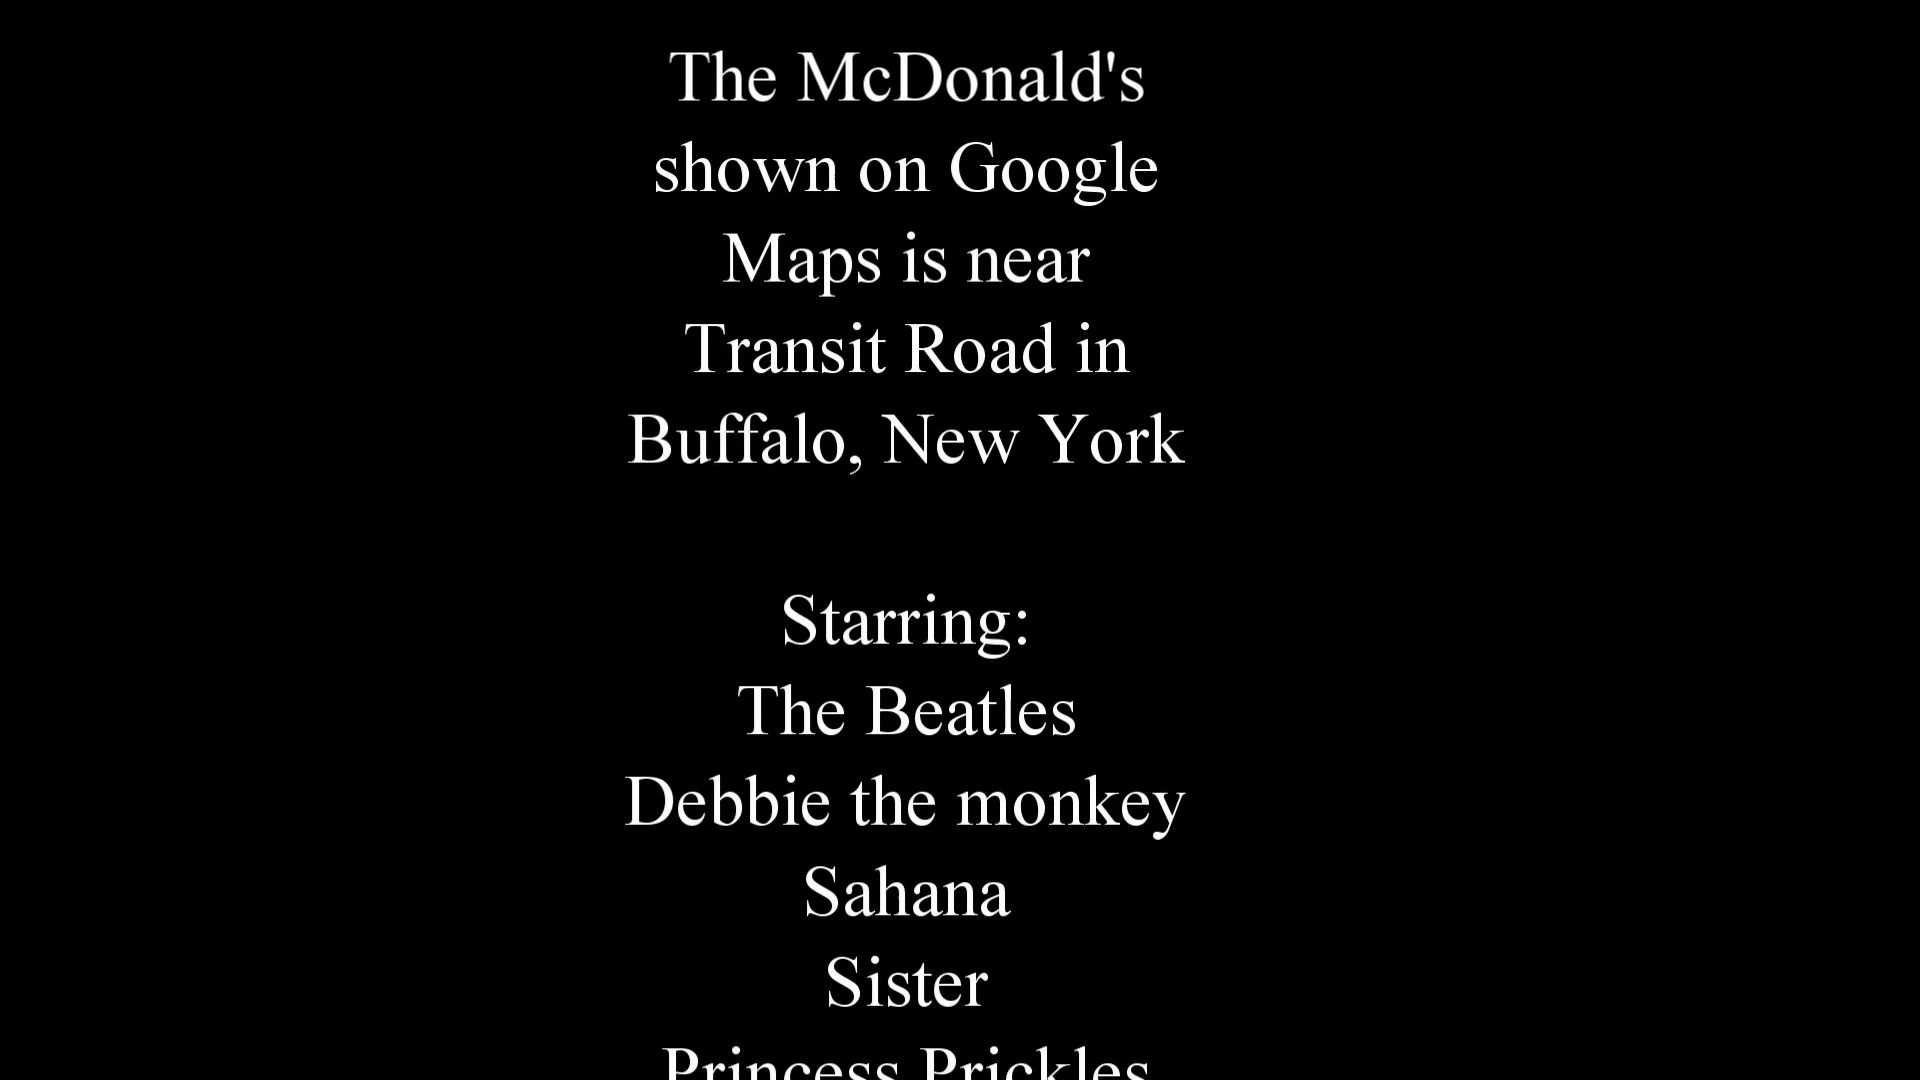 The McDonald's
shown on Google
Maps is near
Transit Road in
Buffalo, New York
Starring:
The Beatles
Debbie the monkey
Sahana
Sister
Princess Prickles